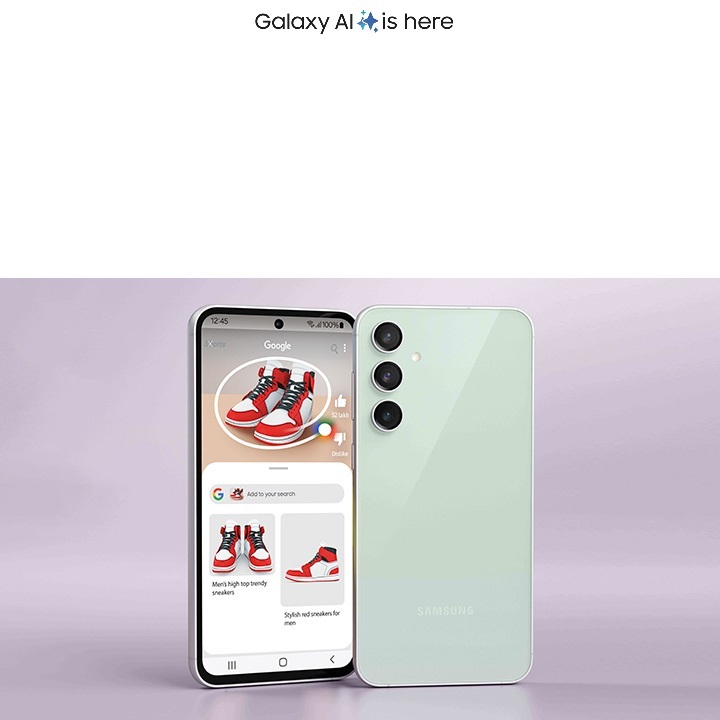 Galaxy AI is here
12:45
100%
Google
52 lakh
Dislike
Add to your search
Men's high top trendy
sneakers
Stylish red sneakers for
men
SAMSUNG